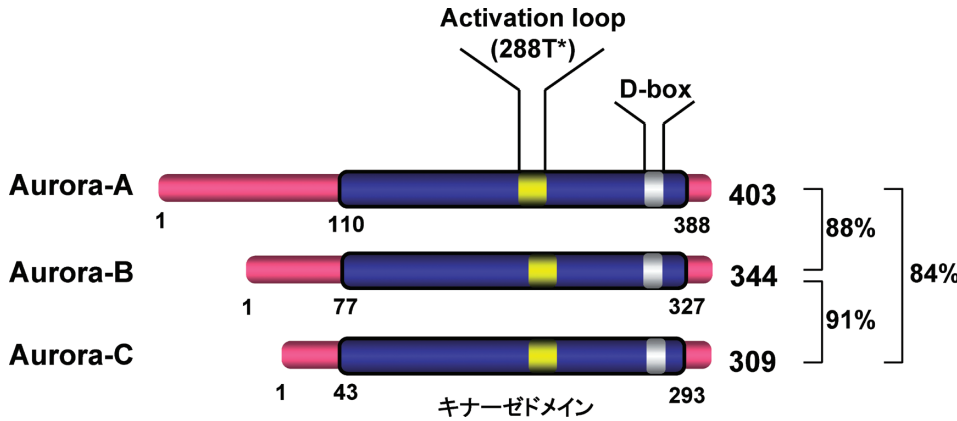 Activation loop
(288T*)
D-box
Aurora-A
403
1
110
388
88%
Aurora-B
344
84%
1
77
327
91%
Aurora-C
309
1
43
293
キナーゼドメイン